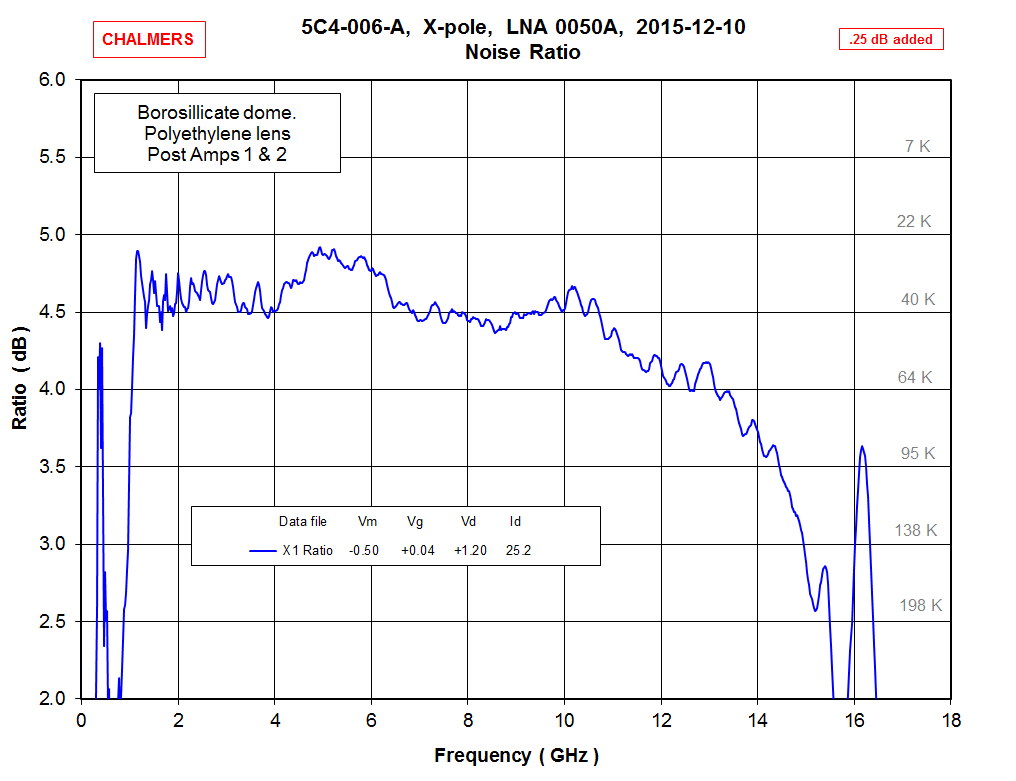 5C4-006-A, X-pole, LNA 0050A, 2015-12-10
Noise Ratio
CHALMERS
.25 dB added
Borosillicate dome.
Polyethylene lens
Post Amps 1 & 2
6.0
5.5
5.0
4.5
4.0
3.5
3.0
2.5
2.0
Ratio ( dB )
7 K
22 K
40 K
64 K
95 K
138 K
198 K
Data file Vm Vg Vd Id
X1 Ratio -0.50 +0.04 +1.20 25.2
0 2 4 6 8 10 12 14 16 18
Frequency ( GHz )